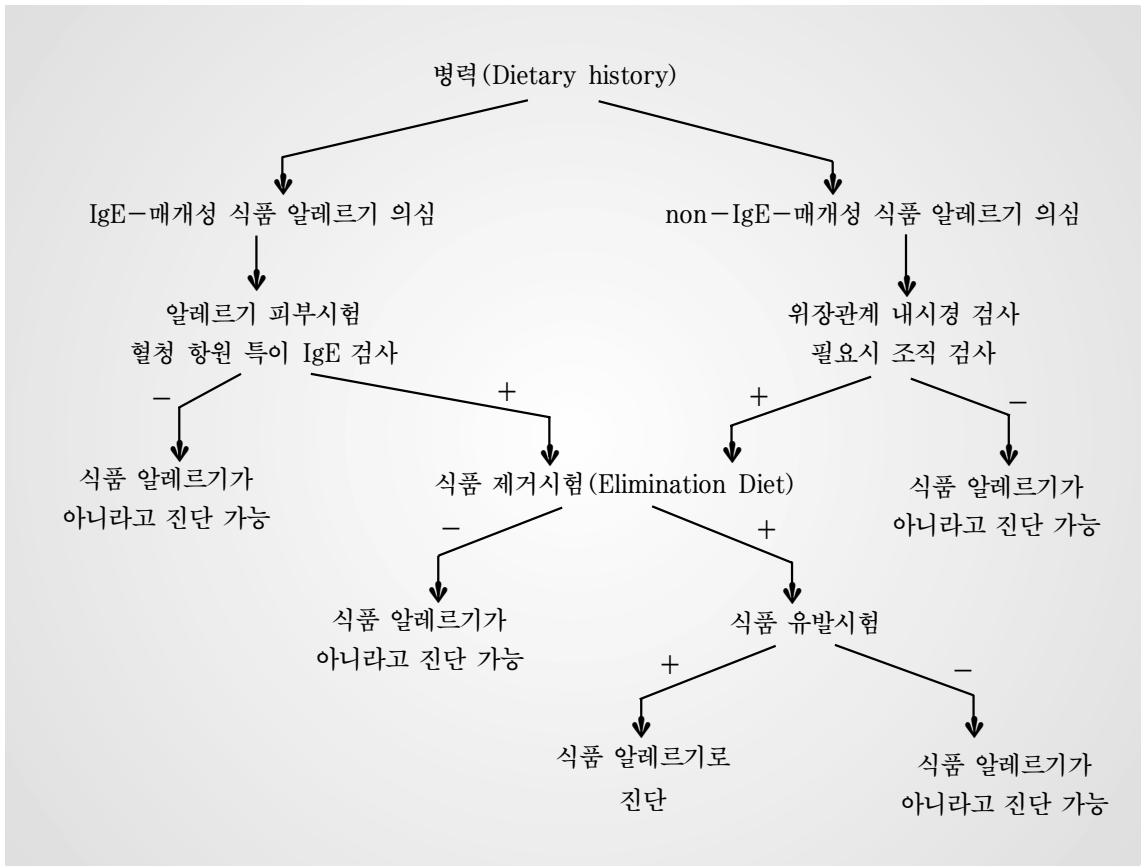 병력(Dietary history)
IgE-매개성 식품 알레르기 의심
non-IgE-매개성 식품 알레르기 의심
알레르기 피부시험
혈청 항원 특이 IgE 검사
위장관계 내시경 검사
필요시 조직 검사
−
+
+
−
식품 알레르기가
아니라고 진단 가능
식품 제거시험(Elimination Diet)
식품 알레르기가
아니라고 진단 가능
−
+
식품 알레르기가
아니라고 진단 가능
식품 유발시험
+
−
식품 알레르기로
진단
식품 알레르기가
아니라고 진단 가능